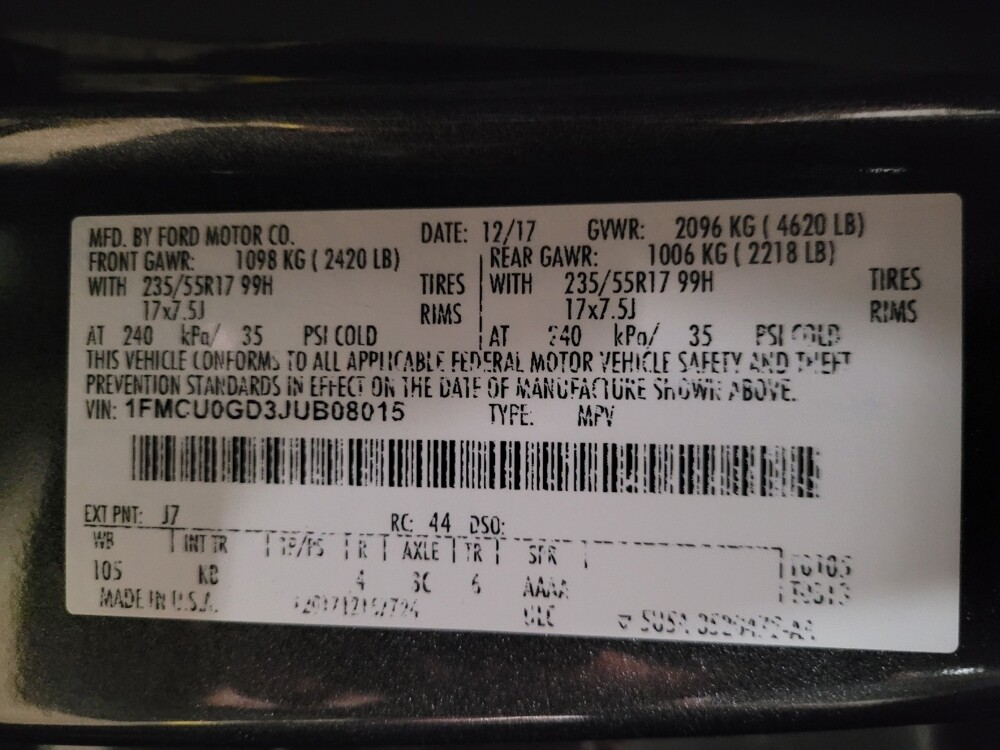 MFD. BY FORD MOTOR CO. DATE: 12/17 GVWR: 2096 KG ( 4620 LB)
FRONT GAWR: 1098 KG ( 2420 LB) REAR GAWR: 1006 KG ( 2218 LB)
WITH 235/55R17 99H TIRES WITH 235/55R17 99H TIRES
17x7.5J RIMS 17x7.5J RIMS
AT 240 kPa/ 35 PSI COLD AT 240 kPa/ 35 PSI COLD
THIS VEHICLE CONFORMS TO ALL APPLICABLE FEDERAL MOTOR VEHICLE SAFETY AND THEFT
PREVENTION STANDARDS IN EFFECT ON THE DATE OF MANUFACTURE SHOWN ABOVE.
VIN: 1FMCU0GD3JUB08015 TYPE: MPV
EXT PNT: J7 RC: 44 DSO:
WB INT TR TP/PS R AXLE TR SPR
105 KB 4 3C 6 AAAA
MADE IN U.S.A. ULC